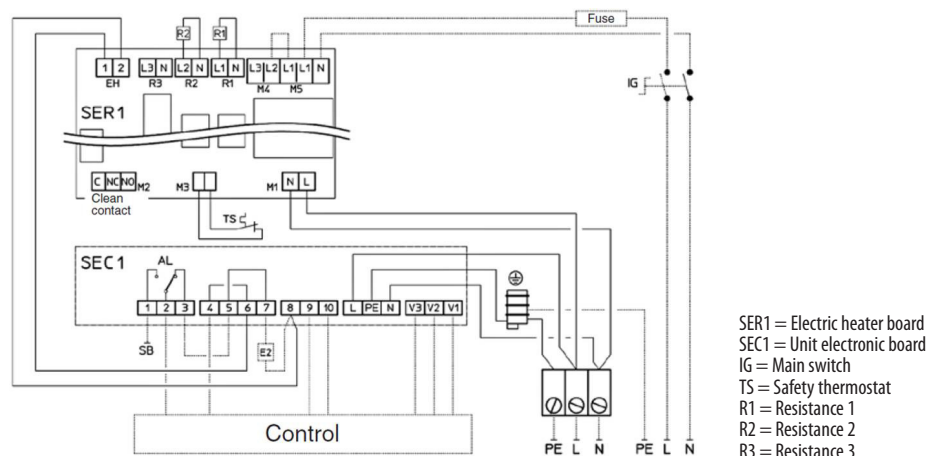 Fuse
R2 R1
1 2 L3 N L2 N L1 N L3 L2 L1 L1 N
EH R3 R2 R1 M4 M5
IG
SER1
C NC NO M2 M3 M1 N L
Clean
contact
TS
SEC1 AL
1 2 3 4 5 6 7 8 9 10 L PE N V3 V2 V1
SB E2
Control
PE L N PE L N
SER1 = Electric heater board
SEC1 = Unit electronic board
IG = Main switch
TS = Safety thermostat
R1 = Resistance 1
R2 = Resistance 2
R3 = Resistance 3